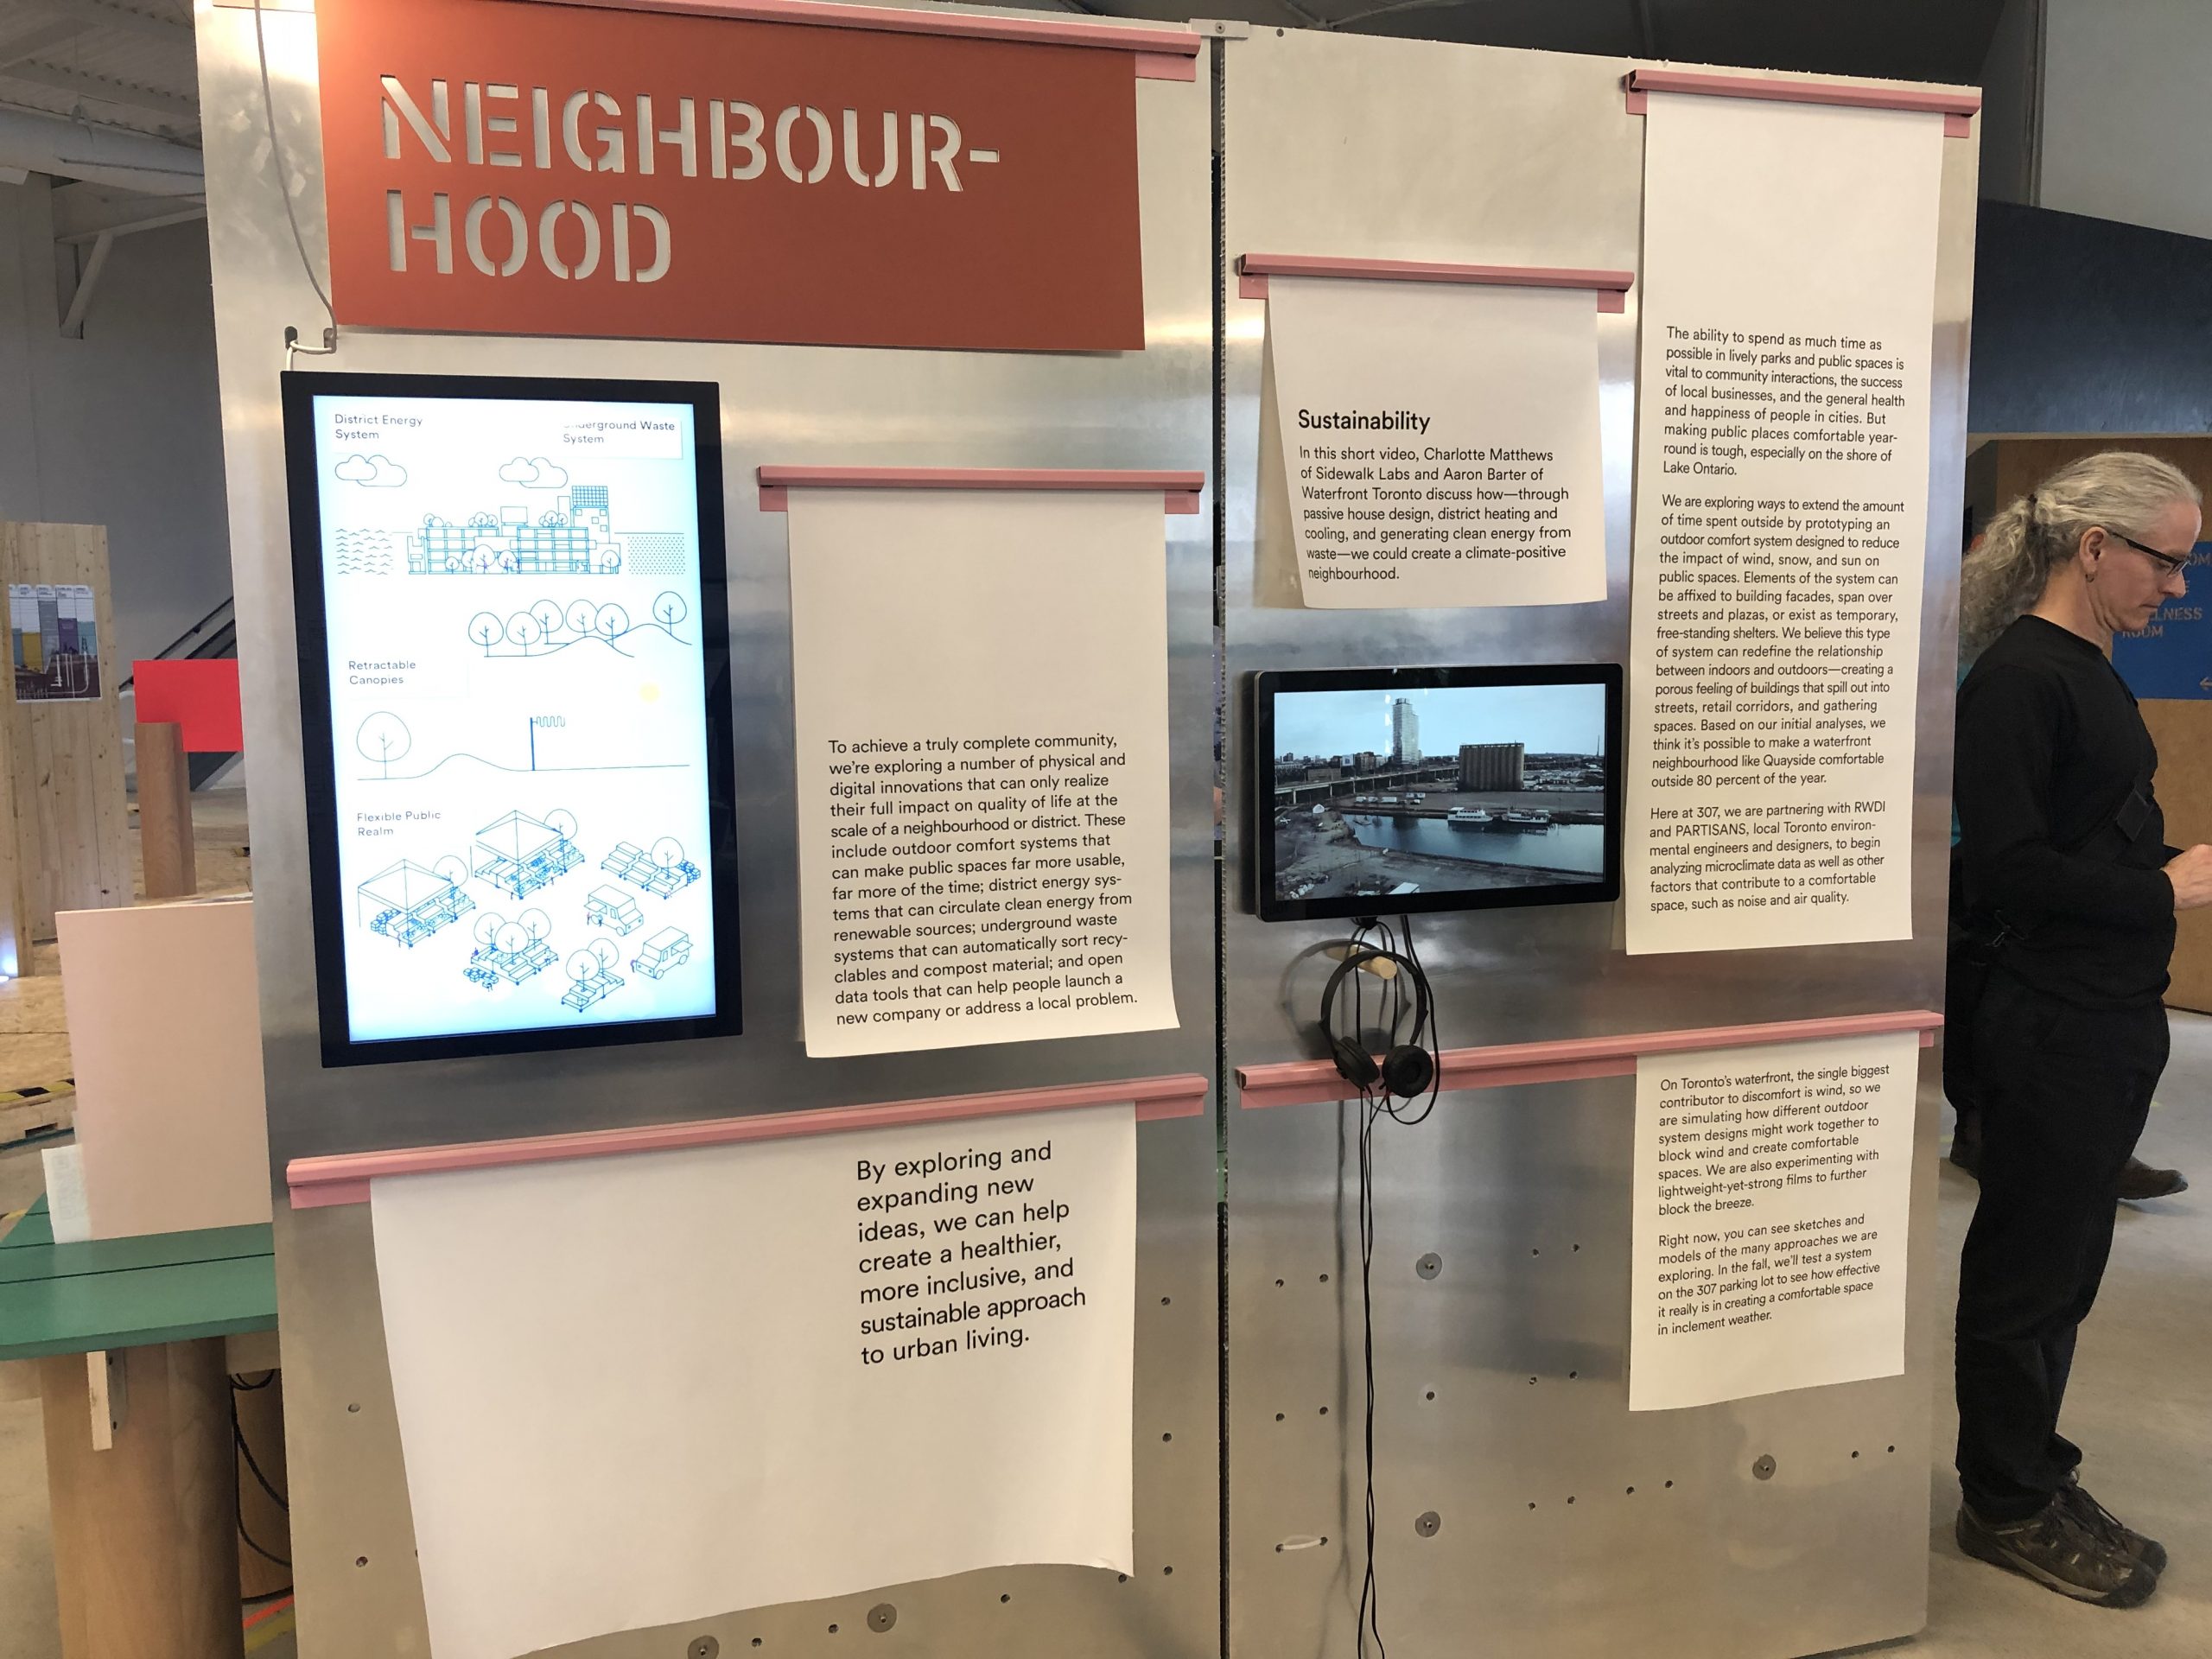 NEIGHBOUR-
HOOD
District Energy
System
Underground Waste
System
Retractable
Canopies
Flexible Public
Realm
To achieve a truly complete community,
we're exploring a number of physical and
digital innovations that can only realize
their full impact on quality of life at the
scale of a neighbourhood or district. These
include outdoor comfort systems that
can make public spaces far more usable,
far more of the time; district energy sys-
tems that can circulate clean energy from
renewable sources; underground waste
systems that can automatically sort recy-
clables and compost material; and open
data tools that can help people launch a
new company or address a local problem.
By exploring and
expanding new
ideas, we can help
create a healthier,
more inclusive, and
sustainable approach
to urban living.
Sustainability
In this short video, Charlotte Matthews
of Sidewalk Labs and Aaron Barter of
Waterfront Toronto discuss how—through
passive house design, district heating and
cooling, and generating clean energy from
waste—we could create a climate-positive
neighbourhood.
The ability to spend as much time as
possible in lively parks and public spaces is
vital to community interactions, the success
of local businesses, and the general health
and happiness of people in cities. But
making public places comfortable year-
round is tough, especially on the shore of
Lake Ontario.
We are exploring ways to extend the amount
of time spent outside by prototyping an
outdoor comfort system designed to reduce
the impact of wind, snow, and sun on
public spaces. Elements of the system can
be affixed to building facades, span over
streets and plazas, or exist as temporary,
free-standing shelters. We believe this type
of system can redefine the relationship
between indoors and outdoors—creating a
porous feeling of buildings that spill out into
streets, retail corridors, and gathering
spaces. Based on our initial analyses, we
think it's possible to make a waterfront
neighbourhood like Quayside comfortable
outside 80 percent of the year.
Here at 307, we are partnering with RWDI
and PARTISANS, local Toronto environ-
mental engineers and designers, to begin
analyzing microclimate data as well as other
factors that contribute to a comfortable
space, such as noise and air quality.
On Toronto's waterfront, the single biggest
contributor to discomfort is wind, so we
are simulating how different outdoor
system designs might work together to
block wind and create comfortable
spaces. We are also experimenting with
lightweight-yet-strong films to further
block the breeze.
Right now, you can see sketches and
models of the many approaches we are
exploring. In the fall, we'll test a system
on the 307 parking lot to see how effective
it really is in creating a comfortable space
in inclement weather.
ROOM